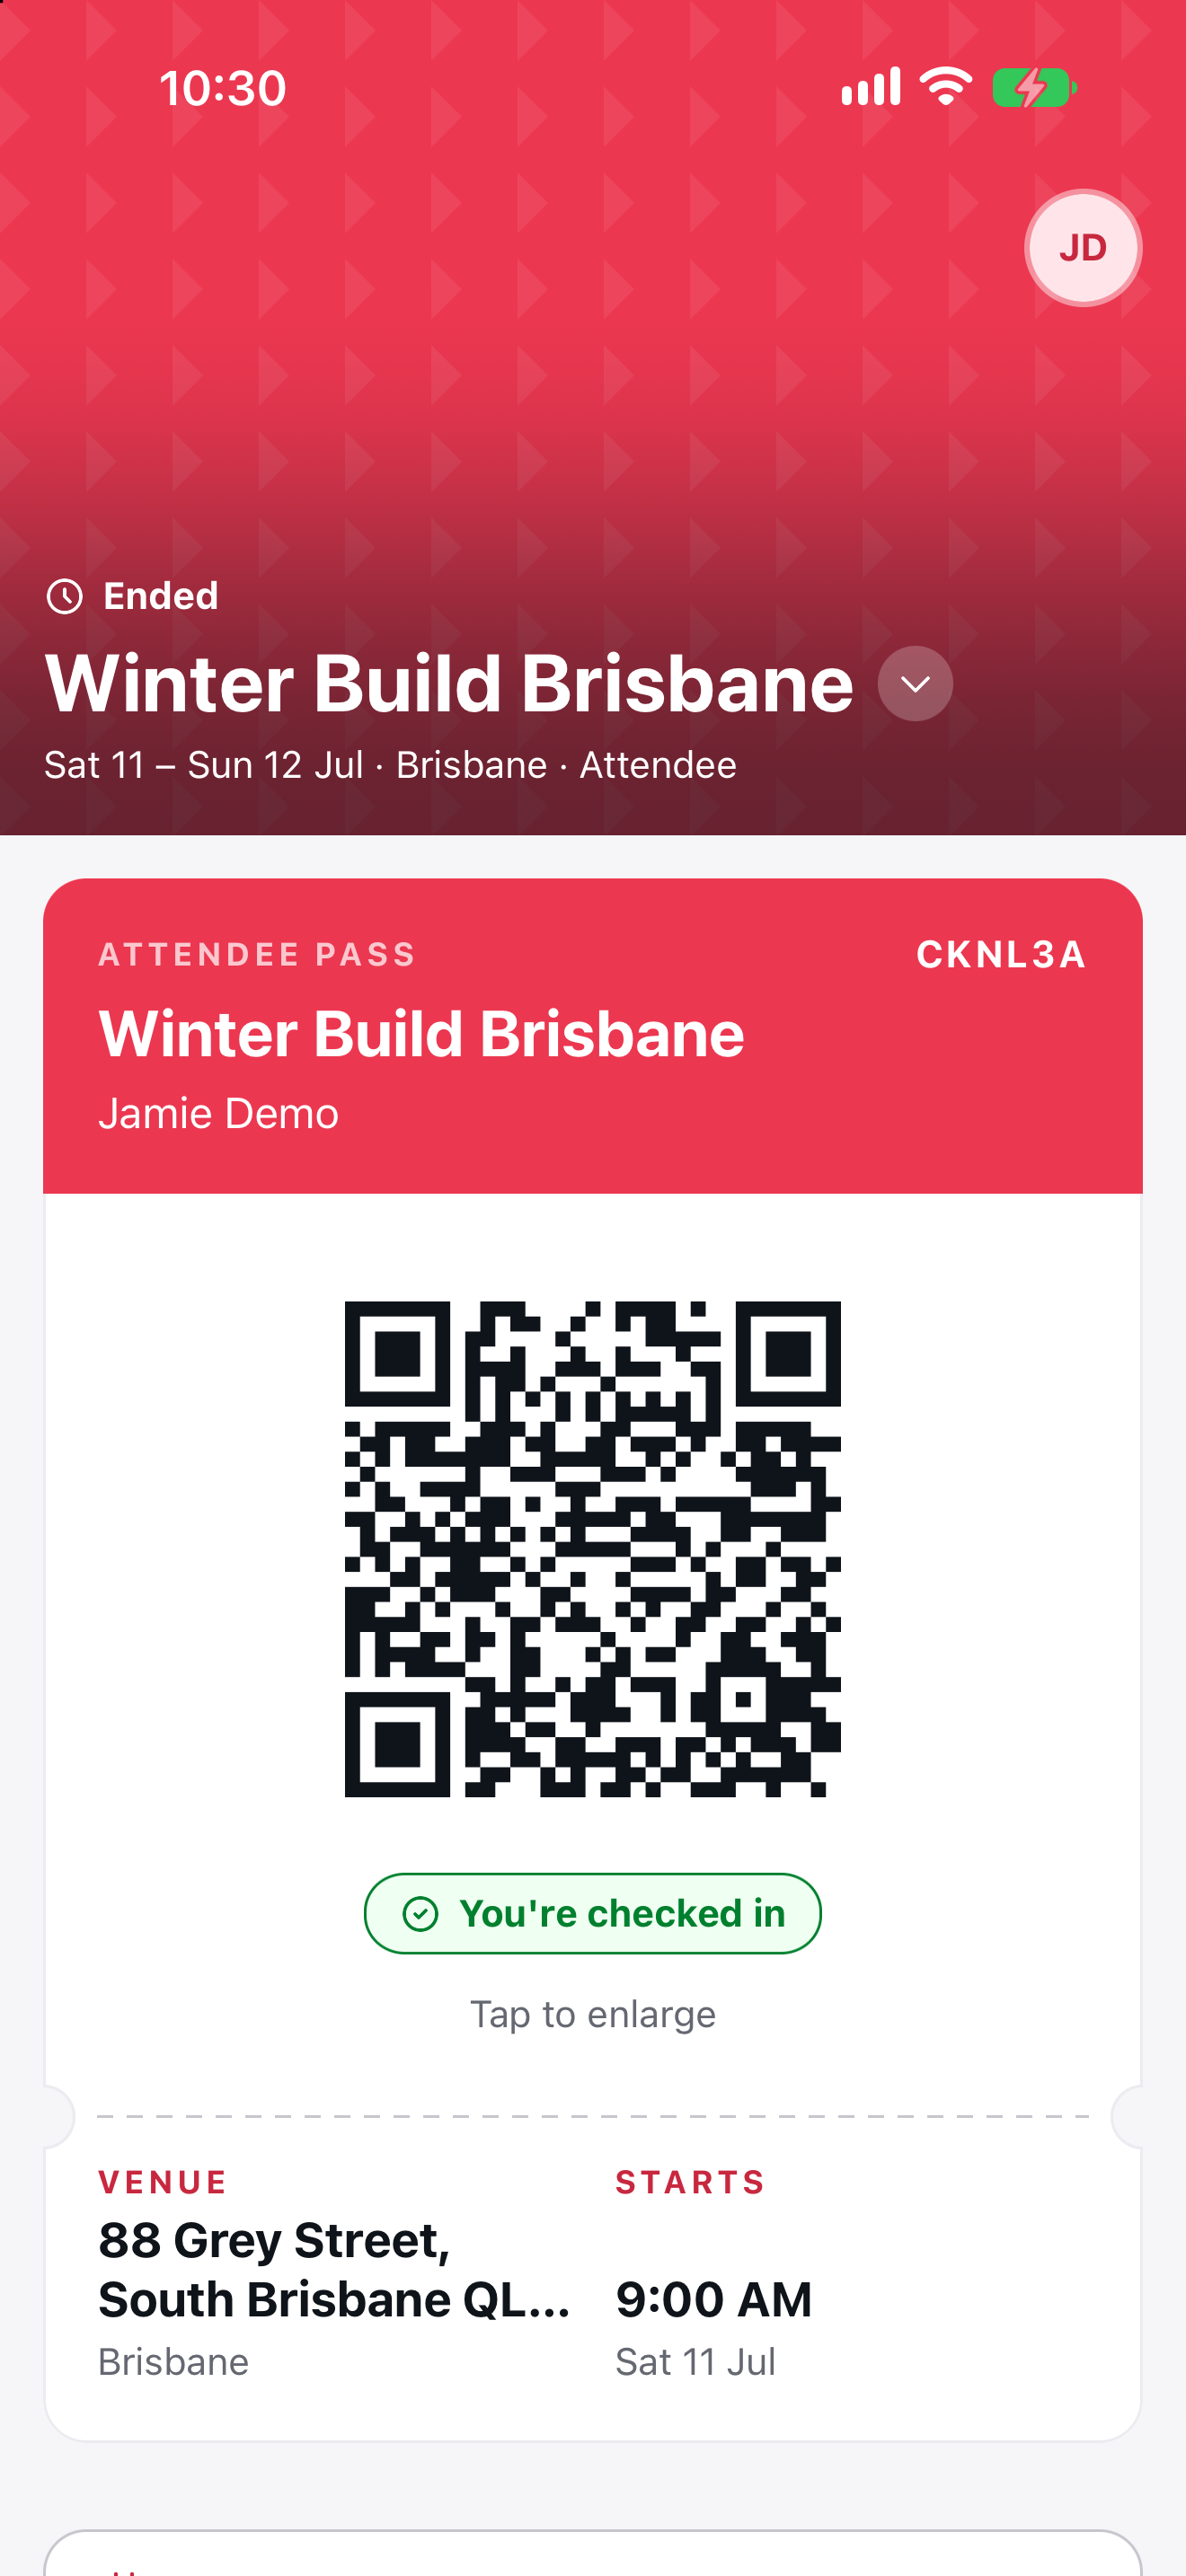 10:30
JD
Ended
Winter Build Brisbane
Sat 11 – Sun 12 Jul · Brisbane · Attendee
ATTENDEE PASS
CKNL3A
Winter Build Brisbane
Jamie Demo
You're checked in
Tap to enlarge
VENUE
STARTS
88 Grey Street,
South Brisbane QL...
9:00 AM
Brisbane
Sat 11 Jul